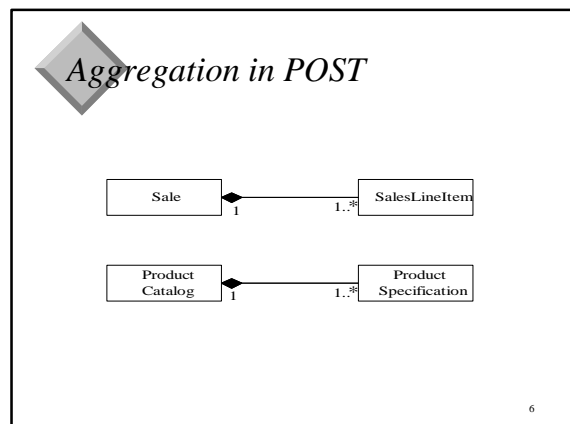 Aggregation in POST
Sale
1
1..*
SalesLineItem
Product
Catalog
1
1..*
Product
Specification
6